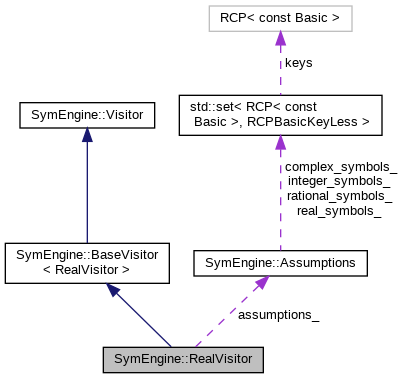 RCP< const Basic >
keys
SymEngine::Visitor
std::set< RCP< const
Basic >, RCPBasicKeyLess >
complex_symbols_
integer_symbols_
rational_symbols_
real_symbols_
SymEngine::BaseVisitor
< RealVisitor >
SymEngine::Assumptions
assumptions_
SymEngine::RealVisitor